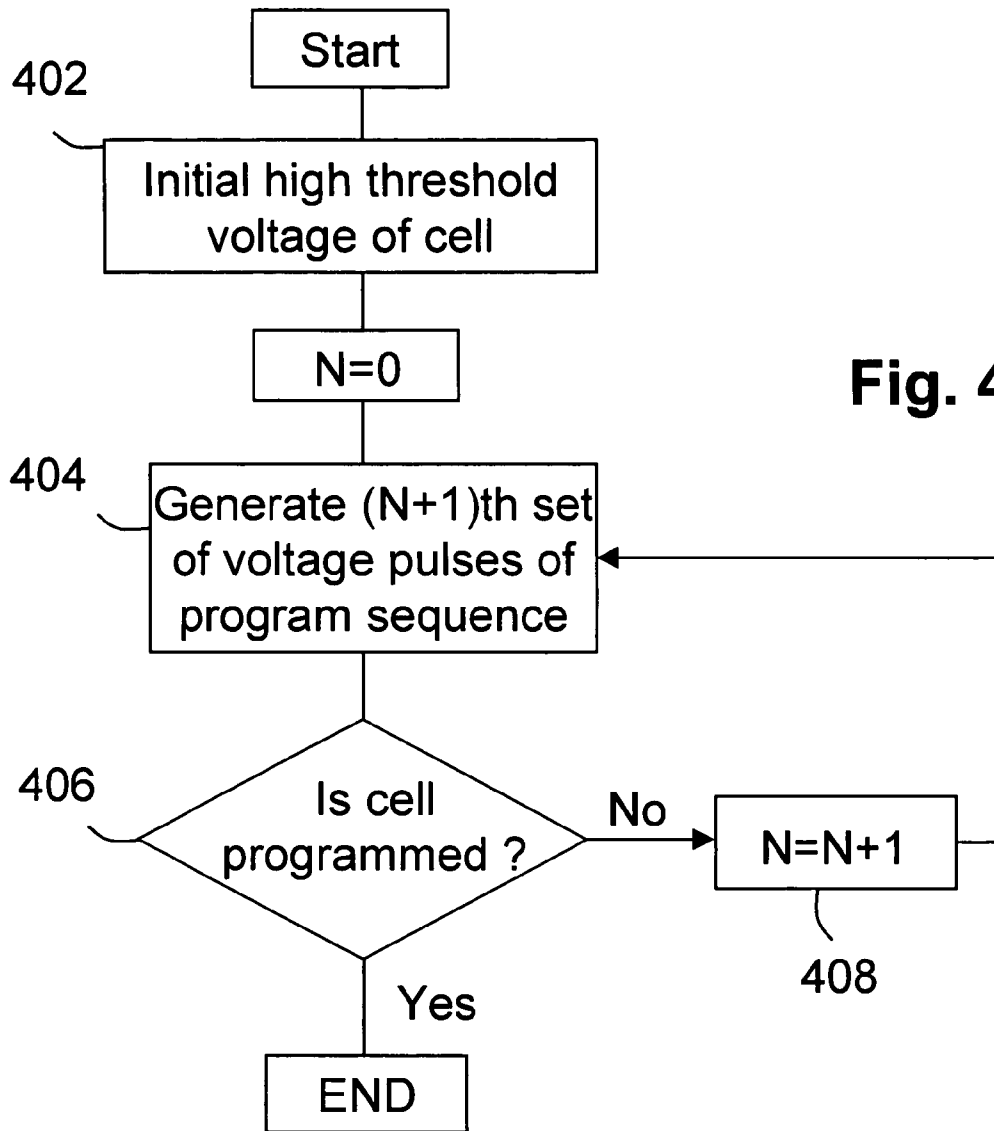 Start
402
Initial high threshold
voltage of cell
N=0
Fig. 4
404
Generate (N+1)th set
of voltage pulses of
program sequence
406
Is cell
programmed ?
No
N=N+1
408
Yes
END